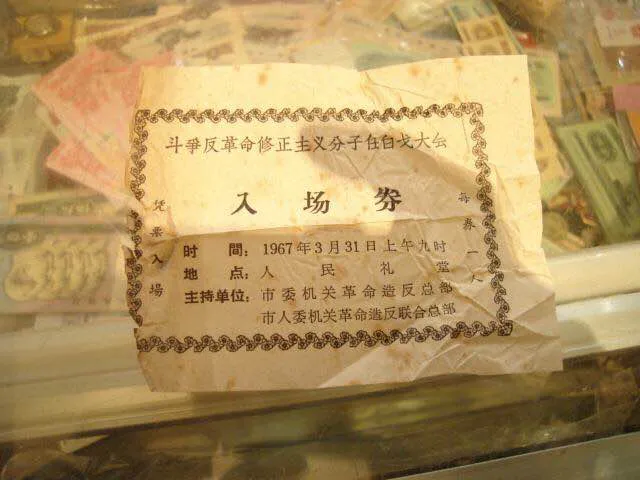 斗爭反革命修正主义分子任白戈大会
入场券
凭票入場
每券一人
时間：1967年3月31日上午九时
地点：人民礼堂
主持单位：市委机关革命造反总部
市人委机关革命造反联合总部